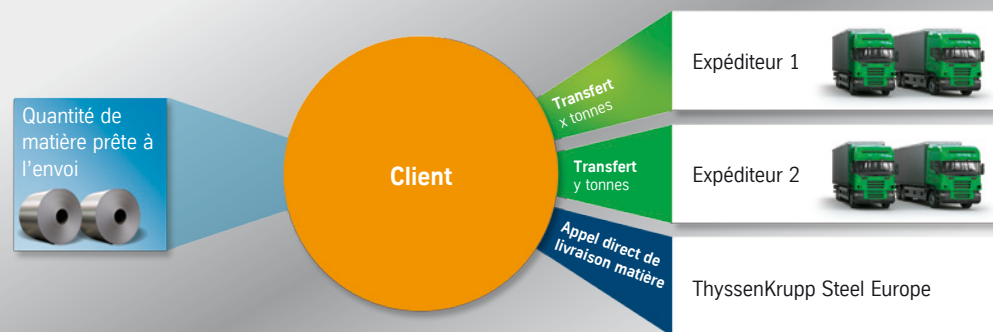 Quantité de
matière prête à
l’envoi
Client
Transfert
x tonnes
Transfert
y tonnes
Appel direct de
livraison matière
Expéditeur 1
Expéditeur 2
ThyssenKrupp Steel Europe